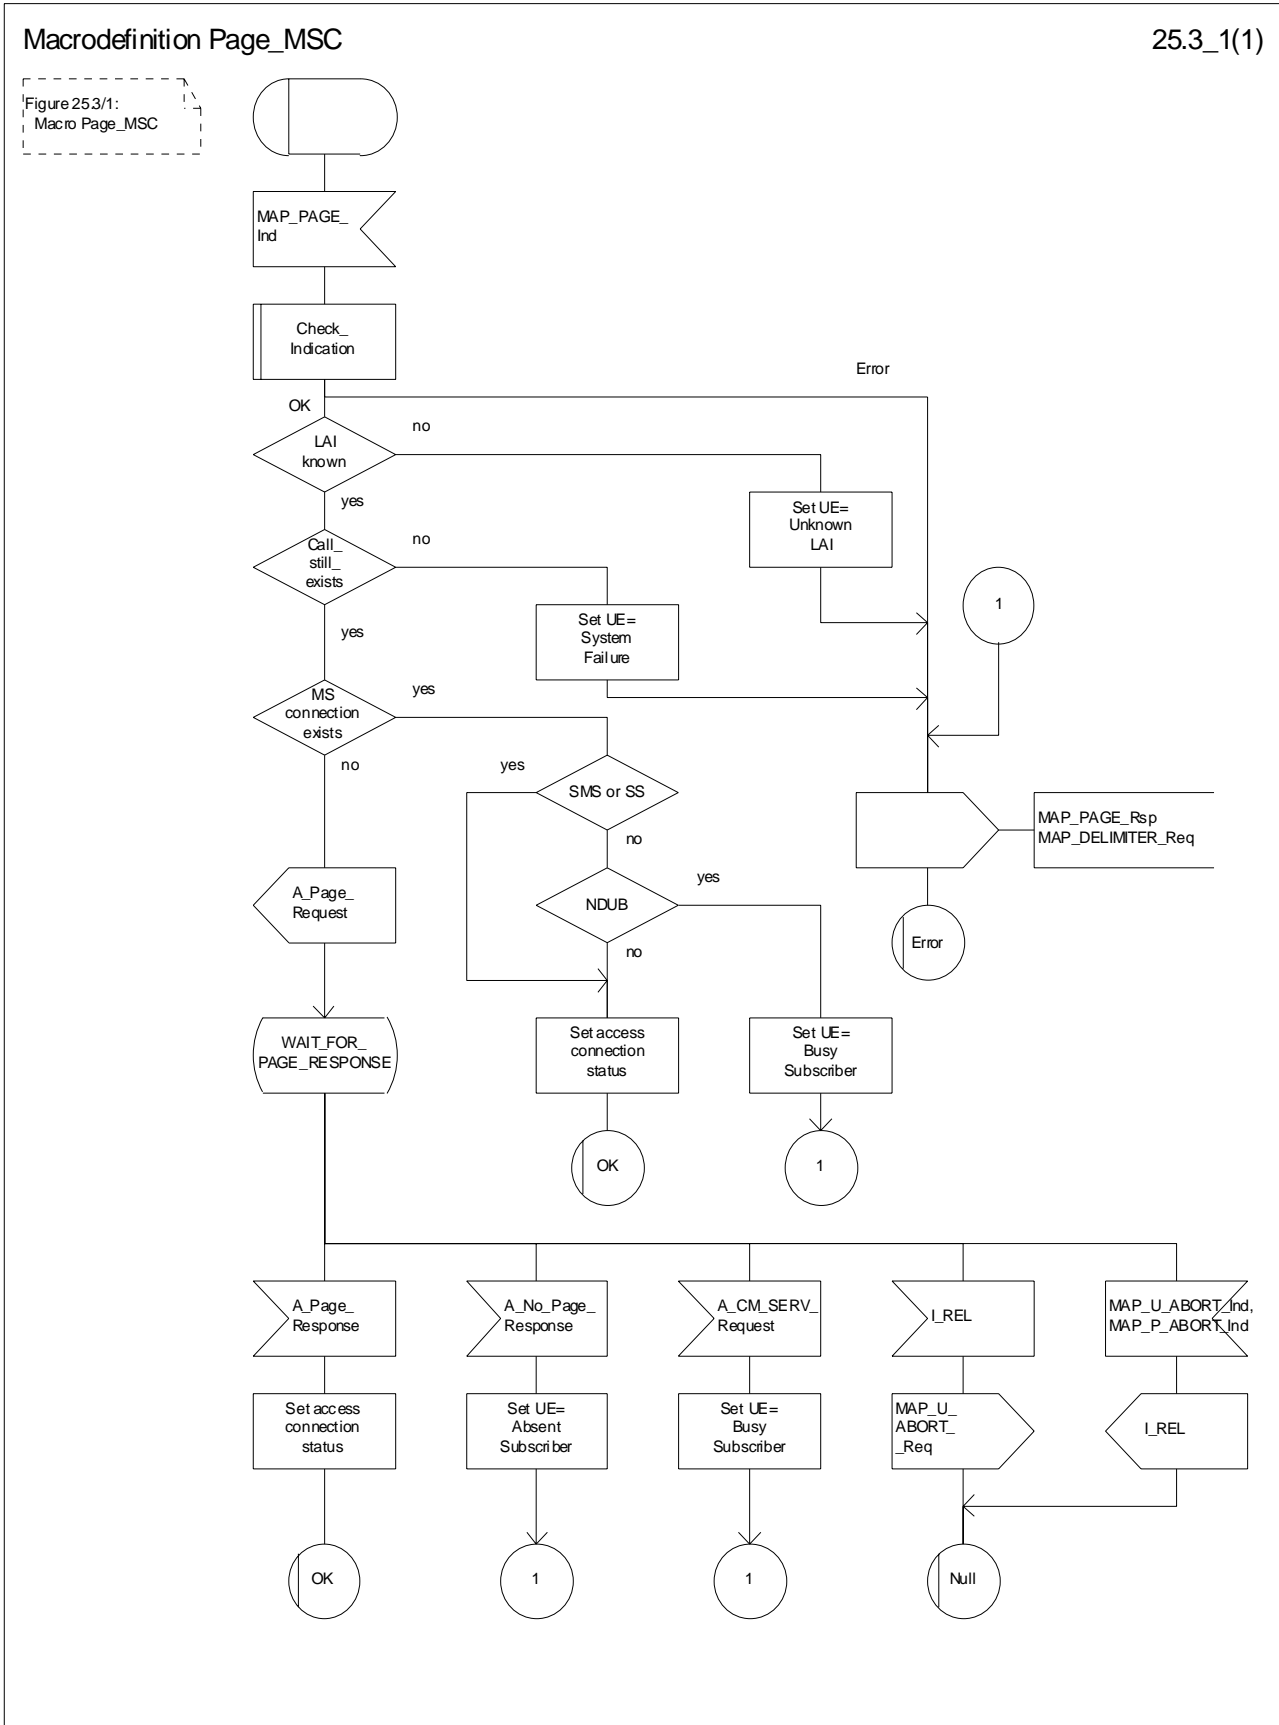 Macrodefinition Page_MSC
25.3_1(1)
Figure 25.3/1:
Macro Page_MSC
MAP_PAGE_
Ind
Check_
Indication
Error
OK
LAI
known
no
yes
Set UE=
Unknown
LAI
Call_
still_
exists
no
yes
1
Set UE=
System
Failure
MS
connection
exists
yes
no
yes
SMS or SS
no
MAP_PAGE_Rsp
MAP_DELIMITER_Req
A_Page_
Request
NDUB
yes
no
Error
WAIT_FOR_
PAGE_RESPONSE
Set access
connection
status
Set UE=
Busy
Subscriber
OK
1
A_Page_
Response
A_No_Page_
Response
A_CM_SERV_
Request
I_REL
MAP_U_ABORT_Ind,
MAP_P_ABORT_Ind
Set access
connection
status
Set UE=
Absent
Subscriber
Set UE=
Busy
Subscriber
MAP_U_
ABORT_
_Req
I_REL
OK
1
1
Null